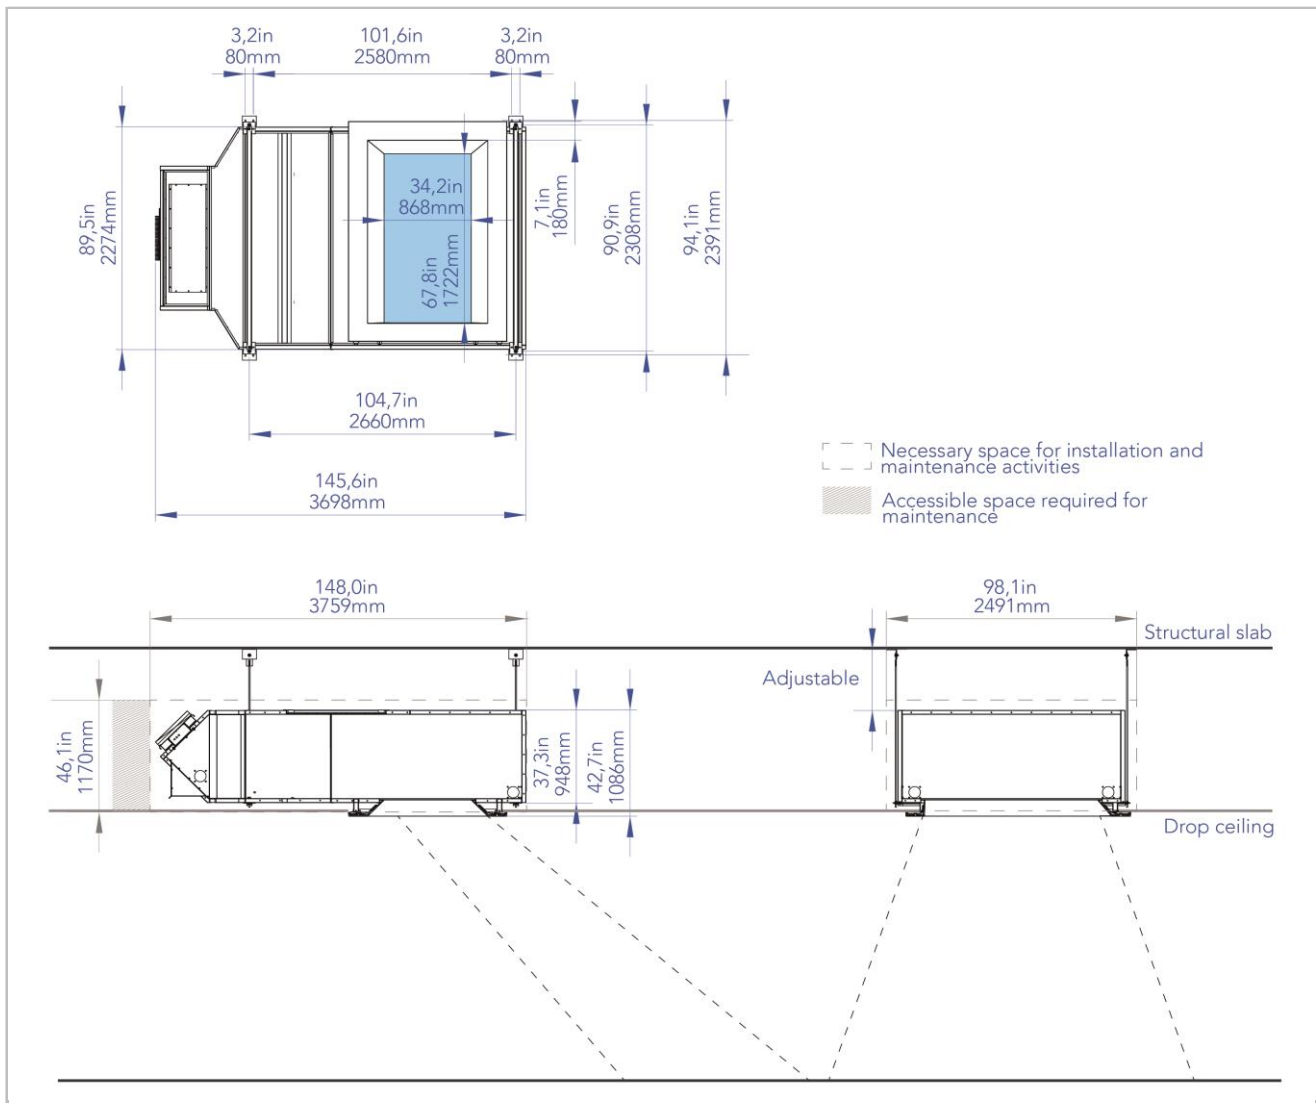 3,2in
80mm
101,6in
2580mm
3,2in
80mm
89,5in
2274mm
34,2in
868mm
67,8in
1722mm
7,1in
180mm
90,9in
2308mm
94,1in
2391mm
104,7in
2660mm
145,6in
3698mm
Necessary space for installation and
maintenance activities
Accessible space required for
maintenance
148,0in
3759mm
98,1in
2491mm
Structural slab
Adjustable
46,1in
1170mm
37,3in
948mm
42,7in
1086mm
Drop ceiling